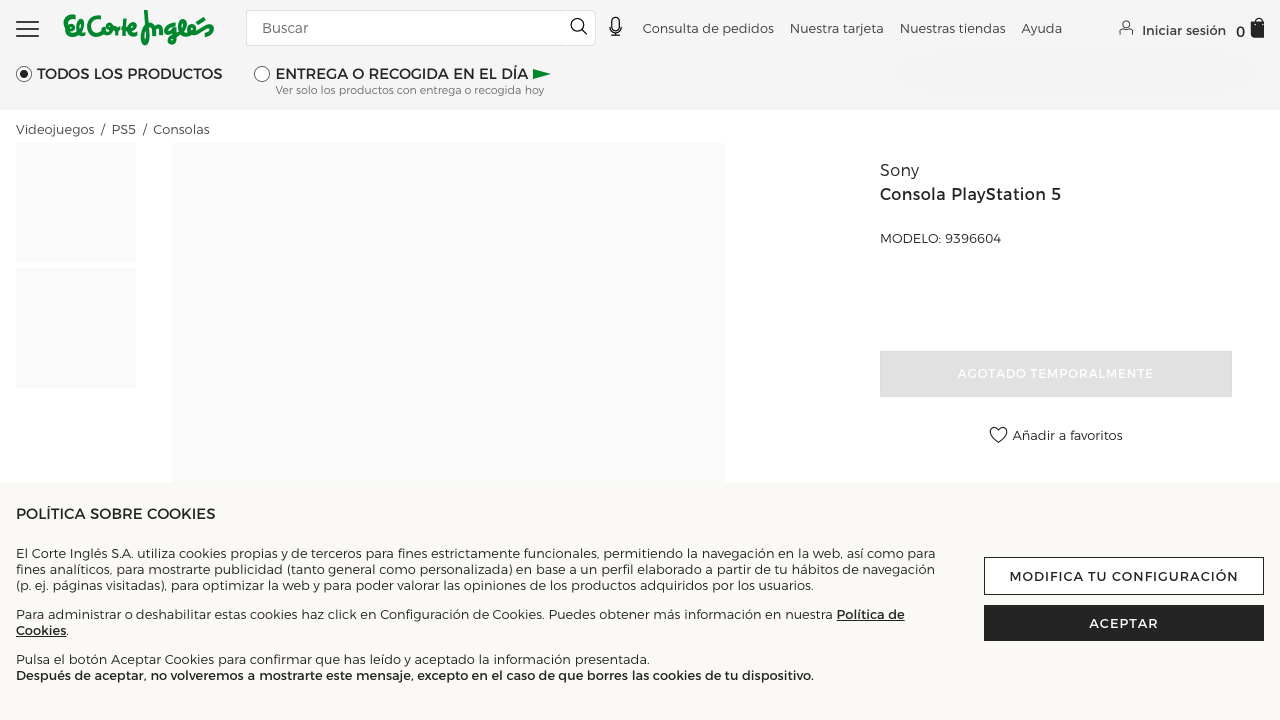 El Corte Inglés
Buscar
Consulta de pedidos
Nuestra tarjeta
Nuestras tiendas
Ayuda
Iniciar sesión
0
TODOS LOS PRODUCTOS
ENTREGA O RECOGIDA EN EL DÍA
Ver solo los productos con entrega o recogida hoy
Videojuegos / PS5 / Consolas
Sony
Consola PlayStation 5
MODELO: 9396604
AGOTADO TEMPORALMENTE
Añadir a favoritos
POLÍTICA SOBRE COOKIES
El Corte Inglés S.A. utiliza cookies propias y de terceros para fines estrictamente funcionales, permitiendo la navegación en la web, así como para
fines analíticos, para mostrarte publicidad (tanto general como personalizada) en base a un perfil elaborado a partir de tu hábitos de navegación
(p. ej. páginas visitadas), para optimizar la web y para poder valorar las opiniones de los productos adquiridos por los usuarios.
Para administrar o deshabilitar estas cookies haz click en Configuración de Cookies. Puedes obtener más información en nuestra Política de
Cookies.
Pulsa el botón Aceptar Cookies para confirmar que has leído y aceptado la información presentada.
Después de aceptar, no volveremos a mostrarte este mensaje, excepto en el caso de que borres las cookies de tu dispositivo.
MODIFICA TU CONFIGURACIÓN
ACEPTAR